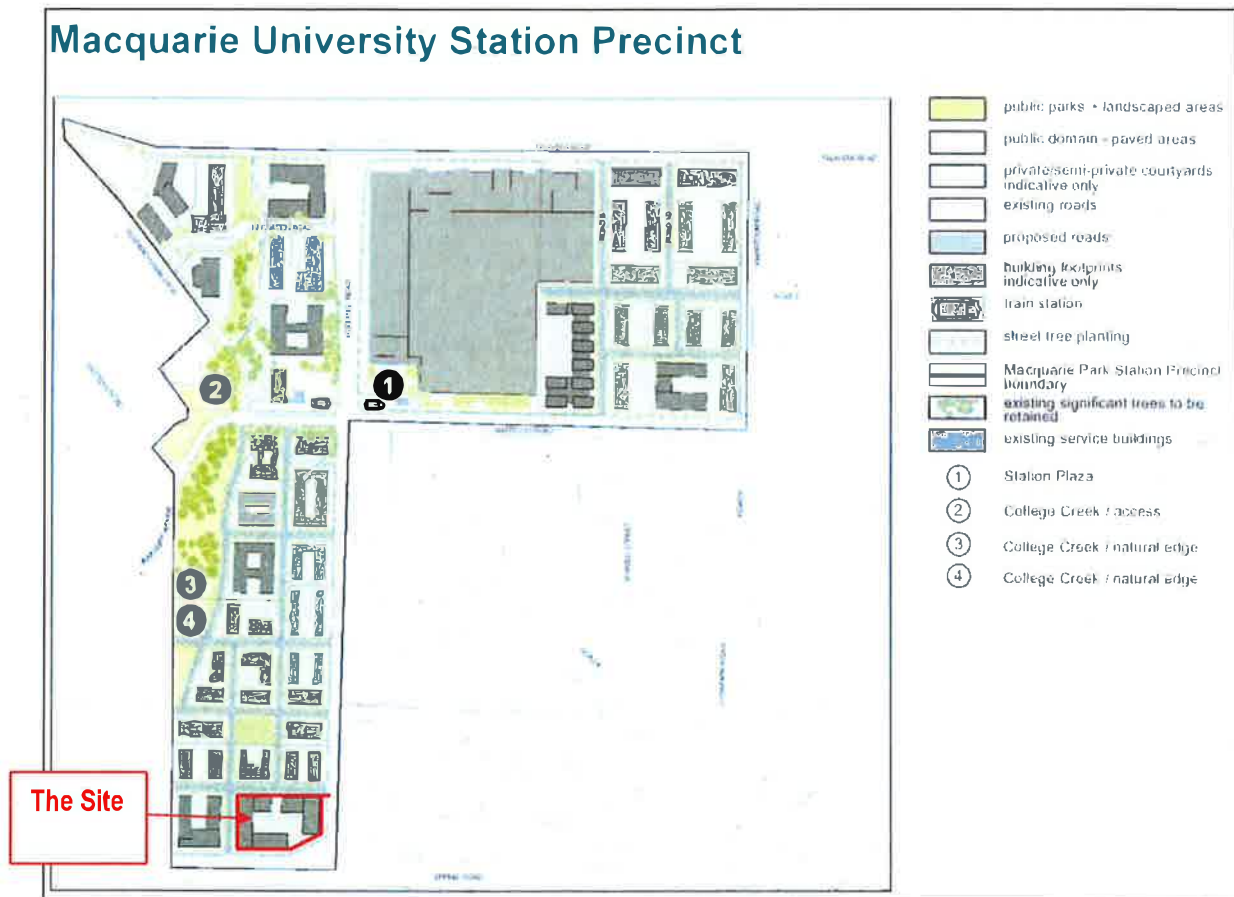 Macquarie University Station Precinct
public parks + landscaped areas
public domain - paved areas
private/semi-private courtyards
indicative only
existing roads
proposed roads
building footprints
indicative only
train station
street tree planting
Macquarie Park Station Precinct
boundary
existing significant trees to be
retained
existing service buildings
1 Station Plaza
2 College Creek / access
3 College Creek / natural edge
4 College Creek / natural edge
1
2
3
4
The Site
EPPING ROAD